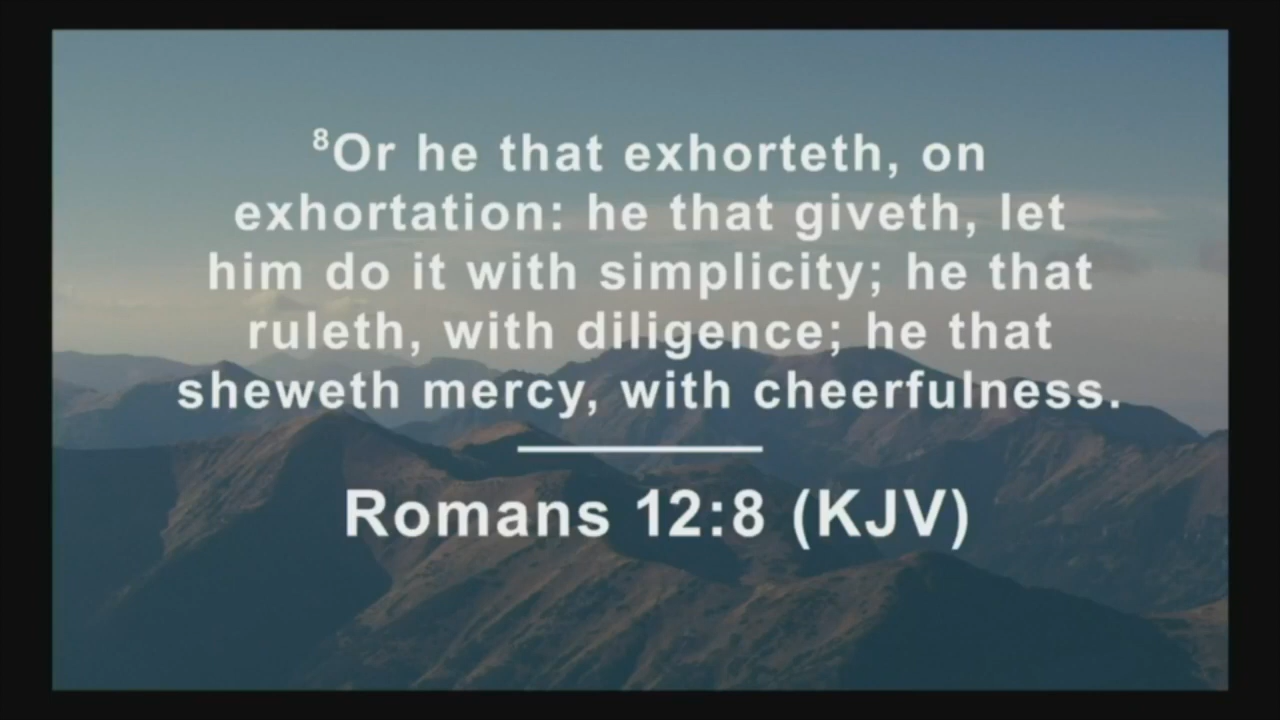 ⁸Or he that exhorteth, on
exhortation: he that giveth, let
him do it with simplicity; he that
ruleth, with diligence; he that
sheweth mercy, with cheerfulness.
Romans 12:8 (KJV)